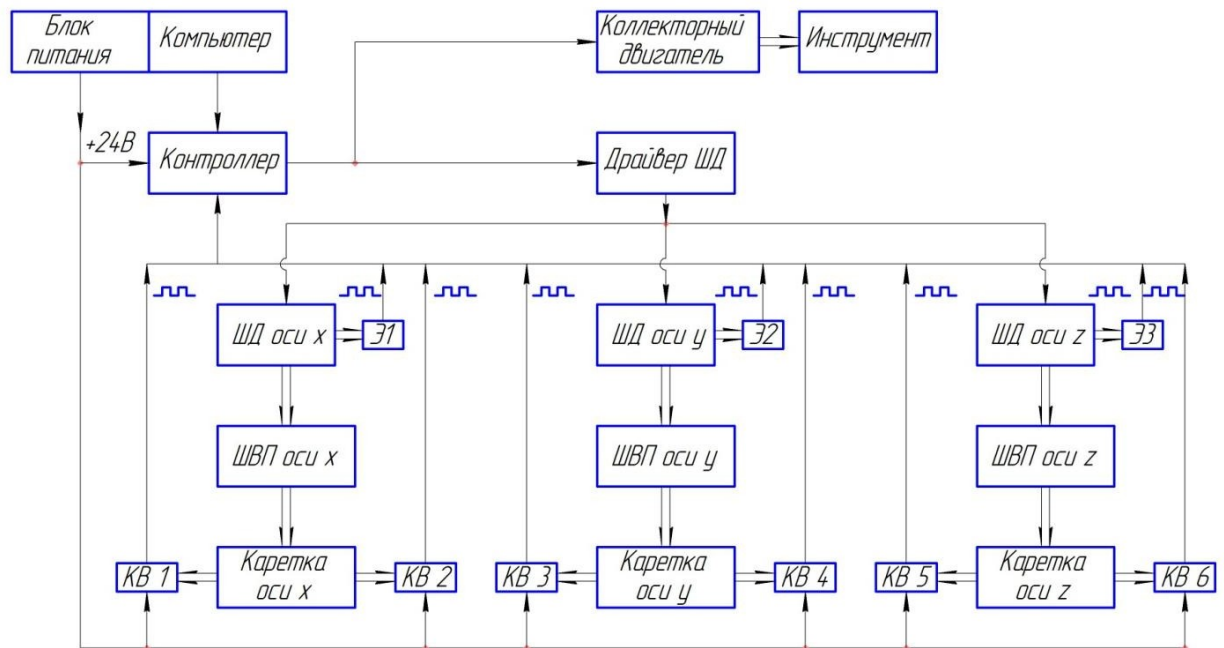 Блок
питания
Компьютер
Коллекторный
двигатель
Инструмент
+24В
Контроллер
Драйвер ШД
ШД оси x
Э1
ШД оси y
Э2
ШД оси z
Э3
ШВП оси x
ШВП оси y
ШВП оси z
КВ 1
Каретка
оси x
КВ 2
КВ 3
Каретка
оси y
КВ 4
КВ 5
Каретка
оси z
КВ 6